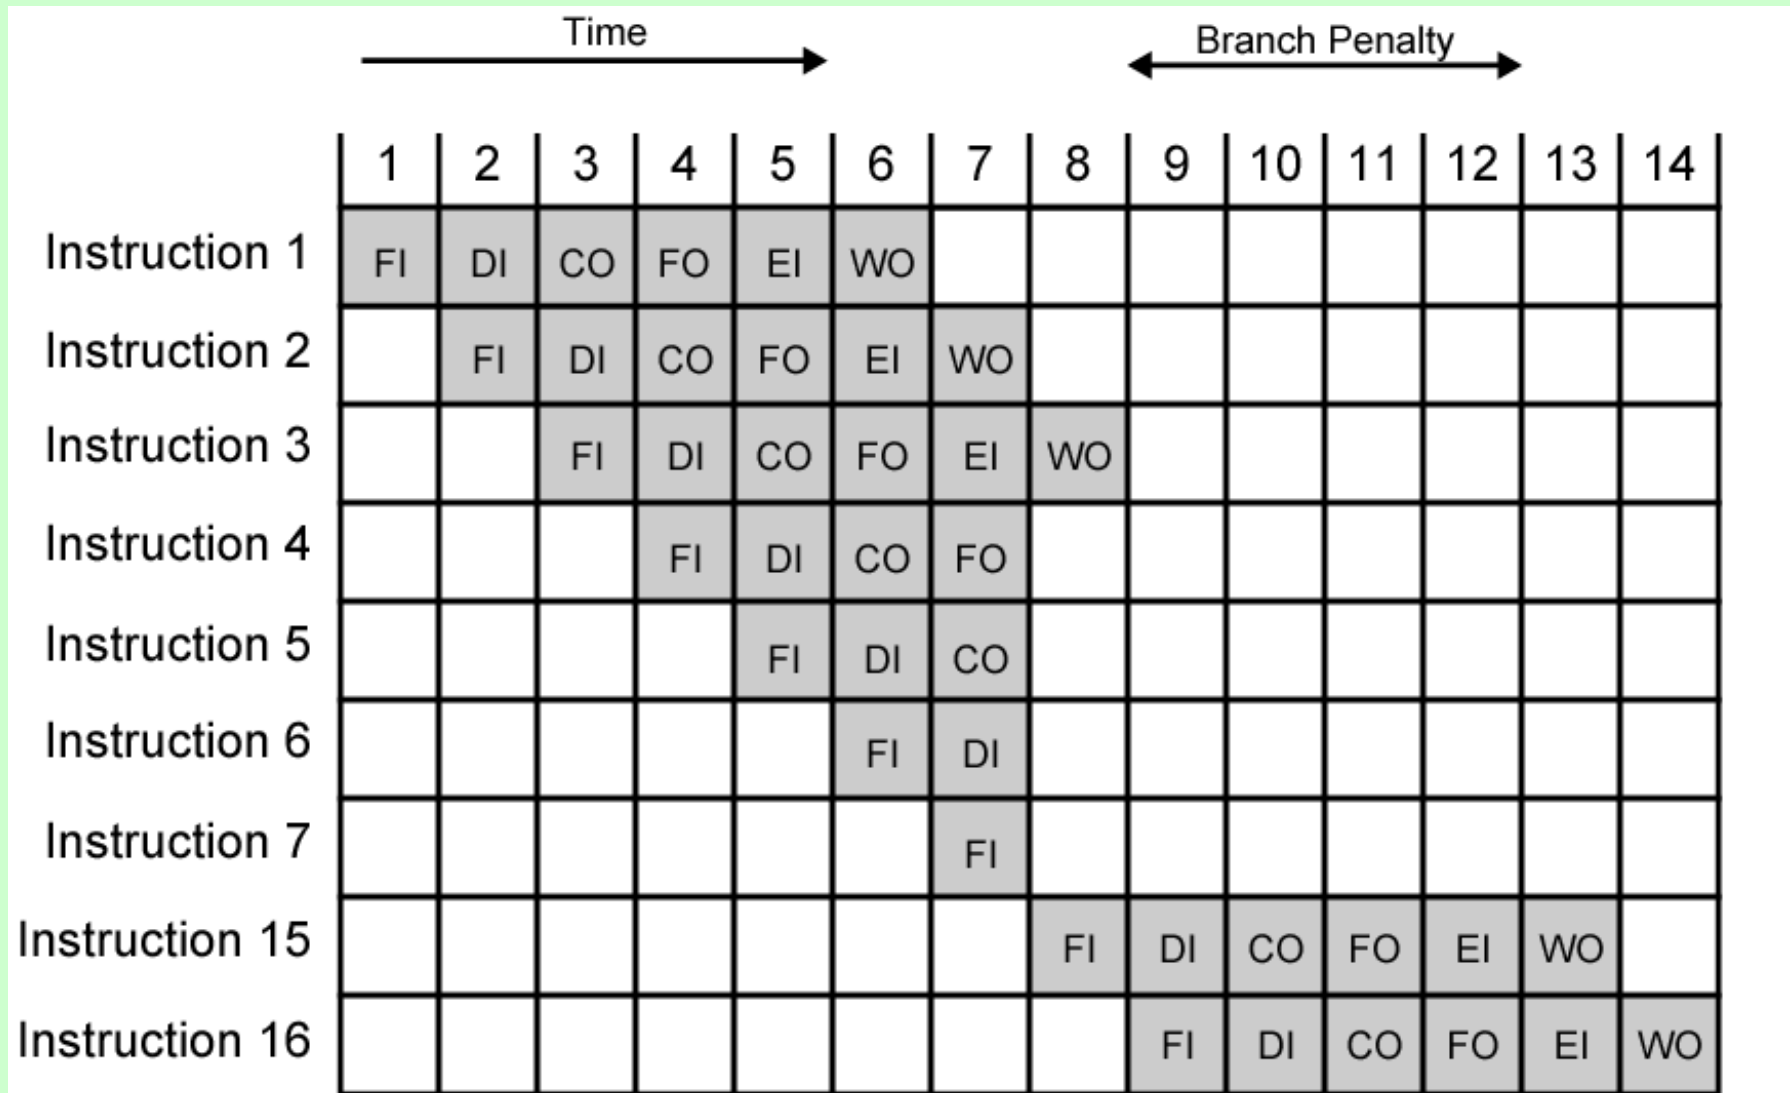 Time Branch Penalty
1 2 3 4 5 6 7 8 9 10 11 12 13 14
Instruction 1 FI DI CO FO EI WO
Instruction 2 FI DI CO FO EI WO
Instruction 3 FI DI CO FO EI WO
Instruction 4 FI DI CO FO
Instruction 5 FI DI CO
Instruction 6 FI DI
Instruction 7 FI
Instruction 15 FI DI CO FO EI WO
Instruction 16 FI DI CO FO EI WO